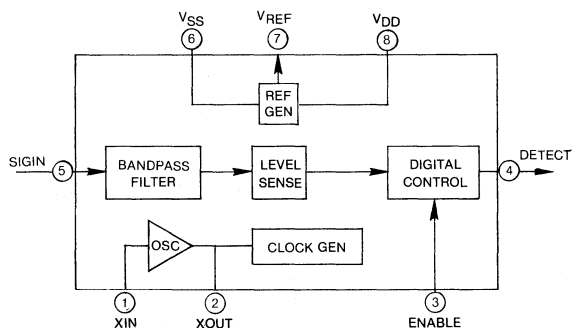 VSS VREF VDD
6 7 8
REF
GEN
SIGIN 5 BANDPASS
FILTER
LEVEL
SENSE
DIGITAL
CONTROL
4 DETECT
OSC CLOCK GEN
1 2 3
XIN XOUT ENABLE